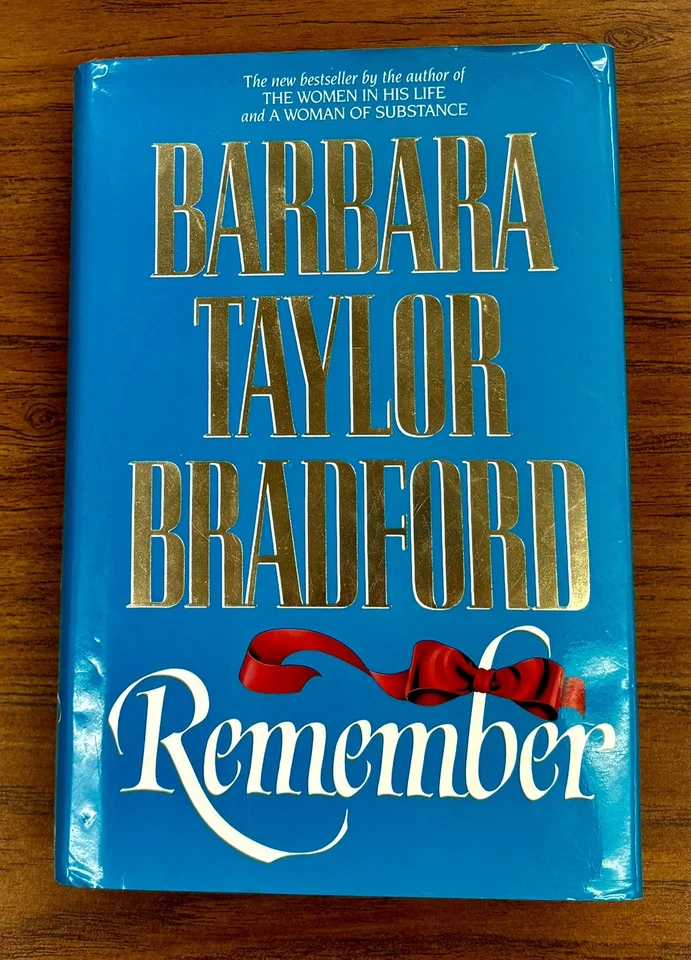 The new bestseller by the author of
THE WOMEN IN HIS LIFE
and A WOMAN OF SUBSTANCE
BARBARA
TAYLOR
BRADFORD
Remember